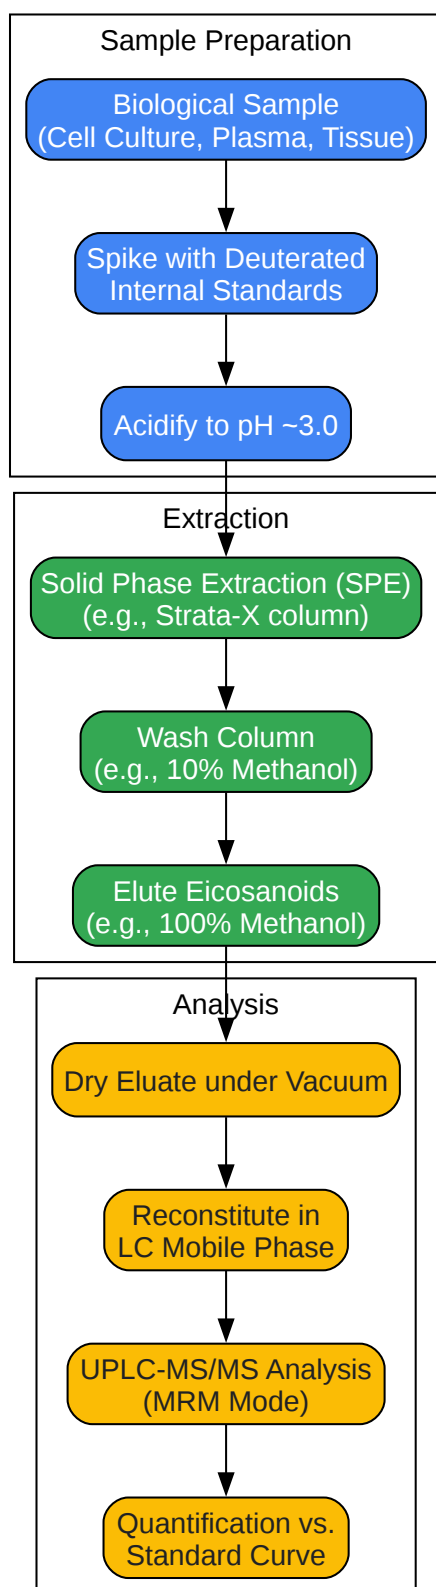 Sample Preparation
Biological Sample
(Cell Culture, Plasma, Tissue)
Spike with Deuterated
Internal Standards
Acidify to pH ~3.0
Extraction
Solid Phase Extraction (SPE)
(e.g., Strata-X column)
Wash Column
(e.g., 10% Methanol)
Elute Eicosanoids
(e.g., 100% Methanol)
Analysis
Dry Eluate under Vacuum
Reconstitute in
LC Mobile Phase
UPLC-MS/MS Analysis
(MRM Mode)
Quantification vs.
Standard Curve